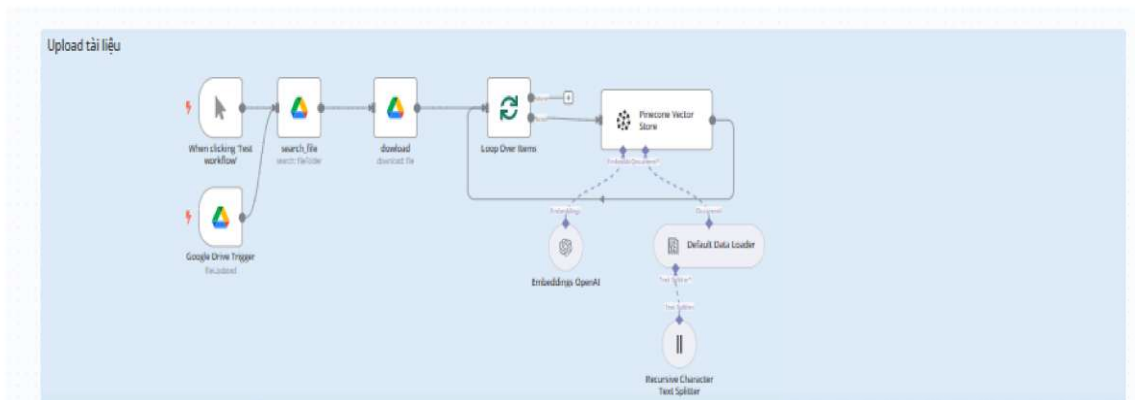 Upload tài liệu
When clicking 'Test
workflow'
search_file
search: fileFolder
dowload
download: file
Loop Over Items
Pinecone Vector
Store
Google Drive Trigger
Embeddings
Document
Embeddings OpenAI
Default Data Loader
Text Splitter
Recursive Character
Text Splitter